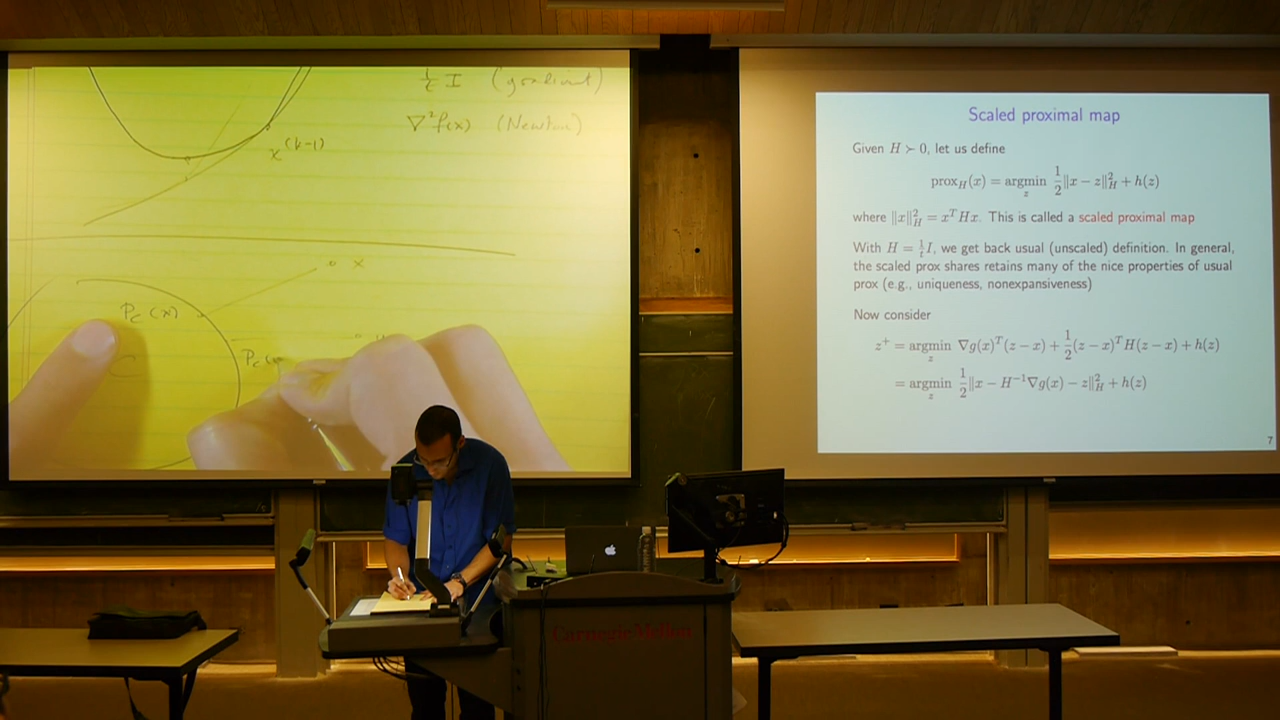 1/t I (gradient)
∇²f(x) (Newton)
x^(k-1)
x
P_C(x)
P_C(
Scaled proximal map
Given H ≻ 0, let us define
prox_H(x) = argmin_z 1/2 ‖x − z‖²_H + h(z)
where ‖x‖²_H = x^T Hx. This is called a scaled proximal map
With H = 1/t I, we get back usual (unscaled) definition. In general,
the scaled prox shares retains many of the nice properties of usual
prox (e.g., uniqueness, nonexpansiveness)
Now consider
z⁺ = argmin_z ∇g(x)^T(z − x) + 1/2 (z − x)^T H(z − x) + h(z)
= argmin_z 1/2 ‖x − H⁻¹∇g(x) − z‖²_H + h(z)
7
Carnegie Mellon